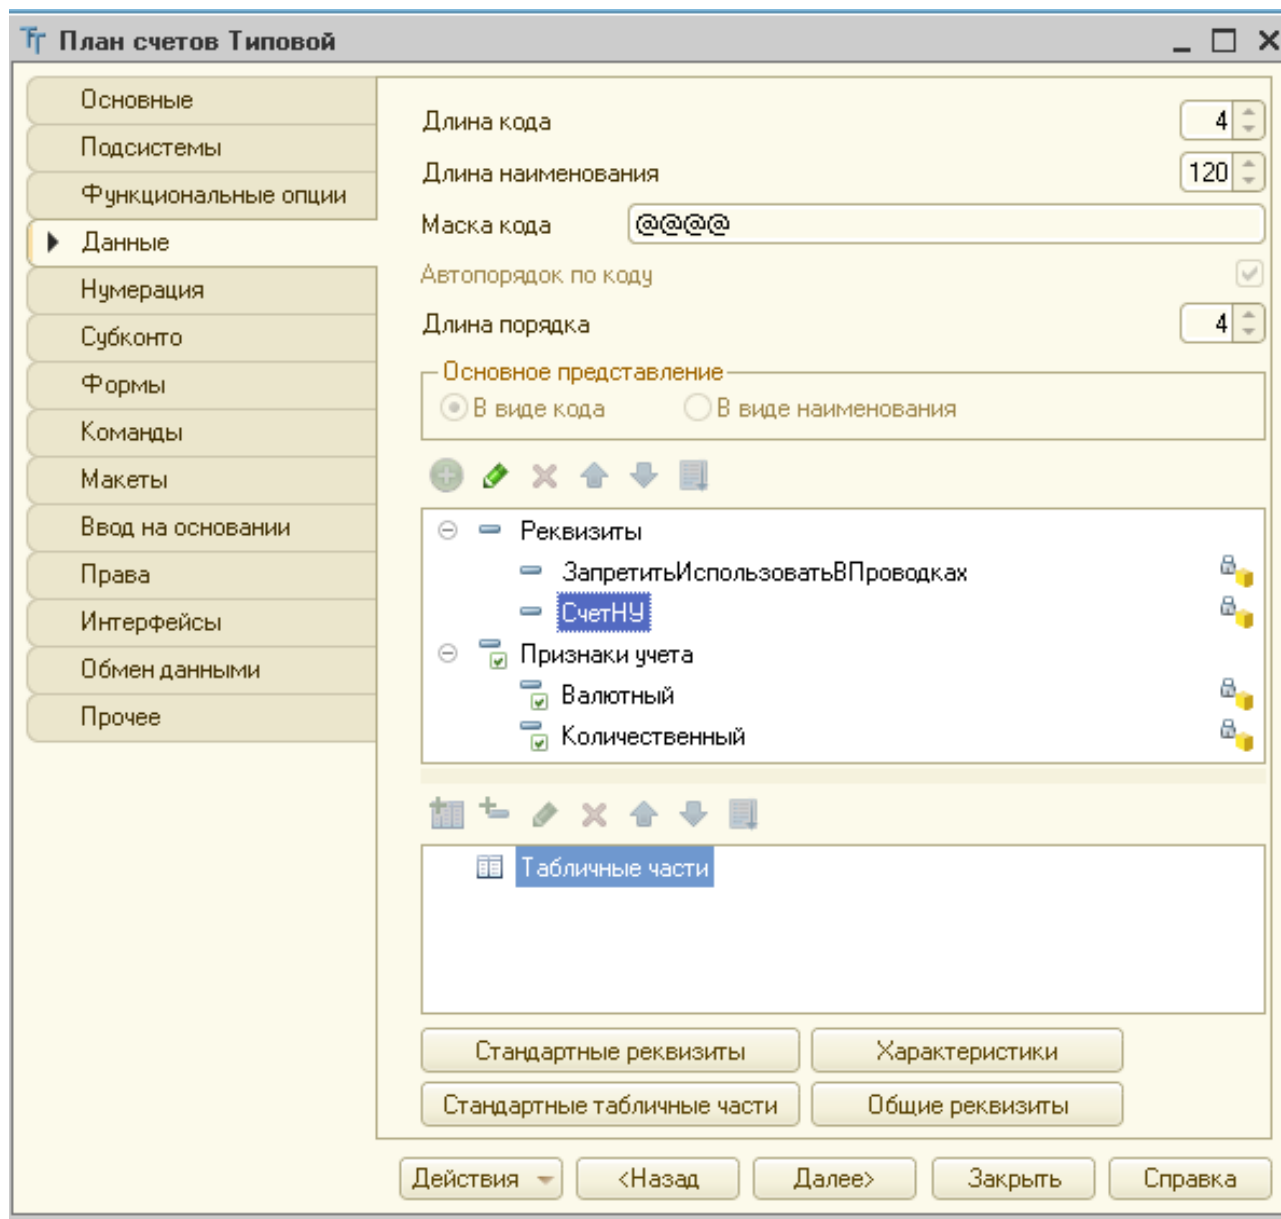 План счетов Типовой
Основные
Подсистемы
Функциональные опции
Данные
Нумерация
Субконто
Формы
Команды
Макеты
Ввод на основании
Права
Интерфейсы
Обмен данными
Прочее
Длина кода 4
Длина наименования 120
Маска кода @@@@
Автопорядок по коду
Длина порядка 4
Основное представление
В виде кода В виде наименования
Реквизиты
ЗапретитьИспользоватьВПроводках
СчетНУ
Признаки учета
Валютный
Количественный
Табличные части
Стандартные реквизиты Характеристики
Стандартные табличные части Общие реквизиты
Действия <Назад Далее> Закрыть Справка